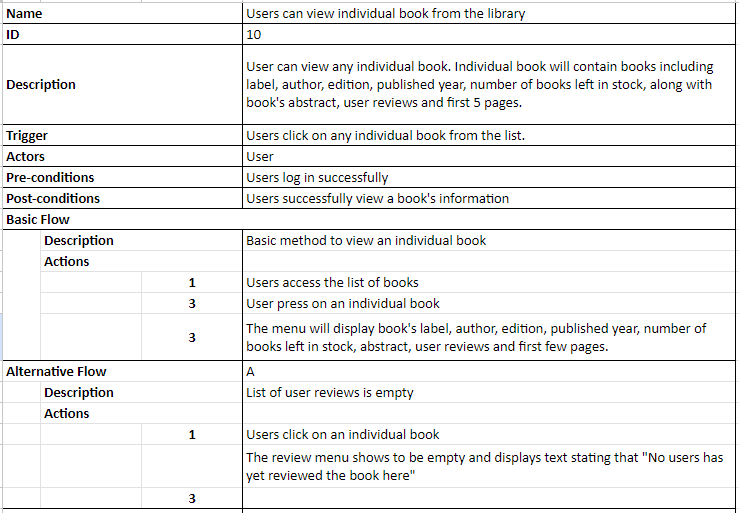 Name Users can view individual book from the library
ID 10
Description User can view any individual book. Individual book will contain books including
label, author, edition, published year, number of books left in stock, along with
book's abstract, user reviews and first 5 pages.
Trigger Users click on any individual book from the list.
Actors User
Pre-conditions Users log in successfully
Post-conditions Users successfully view a book's information
Basic Flow
Description Basic method to view an individual book
Actions
1 Users access the list of books
3 User press on an individual book
3 The menu will display book's label, author, edition, published year, number of
books left in stock, abstract, user reviews and first few pages.
Alternative Flow A
Description List of user reviews is empty
Actions
1 Users click on an individual book
The review menu shows to be empty and displays text stating that "No users has
yet reviewed the book here"
3